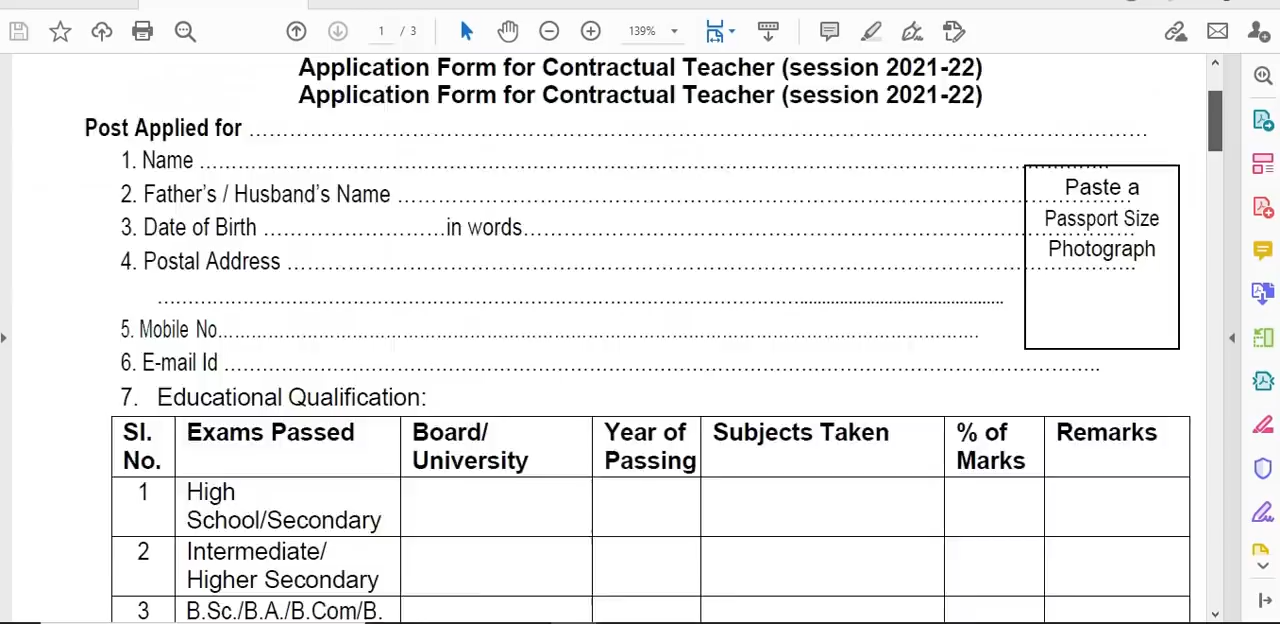 1 / 3
139%
Application Form for Contractual Teacher (session 2021-22)
Application Form for Contractual Teacher (session 2021-22)
Post Applied for ..........................................................................................
1. Name ..........................................................................................
2. Father's / Husband's Name ..........................................................................................
3. Date of Birth .............................. in words..........................................................................................
4. Postal Address ..........................................................................................
..........................................................................................
5. Mobile No..........................................................................................
6. E-mail Id ..........................................................................................
Paste a
Passport Size
Photograph
7. Educational Qualification:
Sl. No. Exams Passed Board/ University Year of Passing Subjects Taken % of Marks Remarks
1 High School/Secondary
2 Intermediate/ Higher Secondary
3 B.Sc./B.A./B.Com/B.